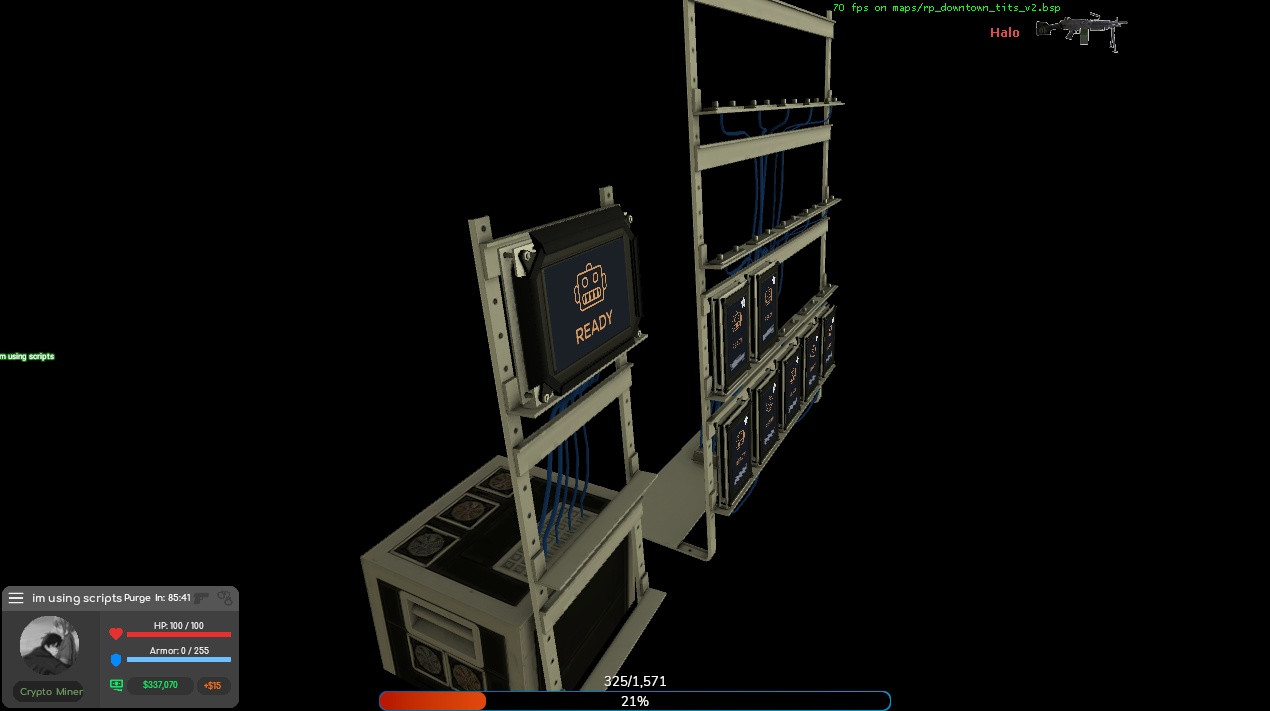 70 fps on maps/rp_downtown_tits_v2.bsp
Halo
READY
m using scripts
im using scripts Purge In: 85:41
HP: 100 / 100
Armor: 0 / 255
$337,070 +$15
Crypto Miner
325/1,571
21%